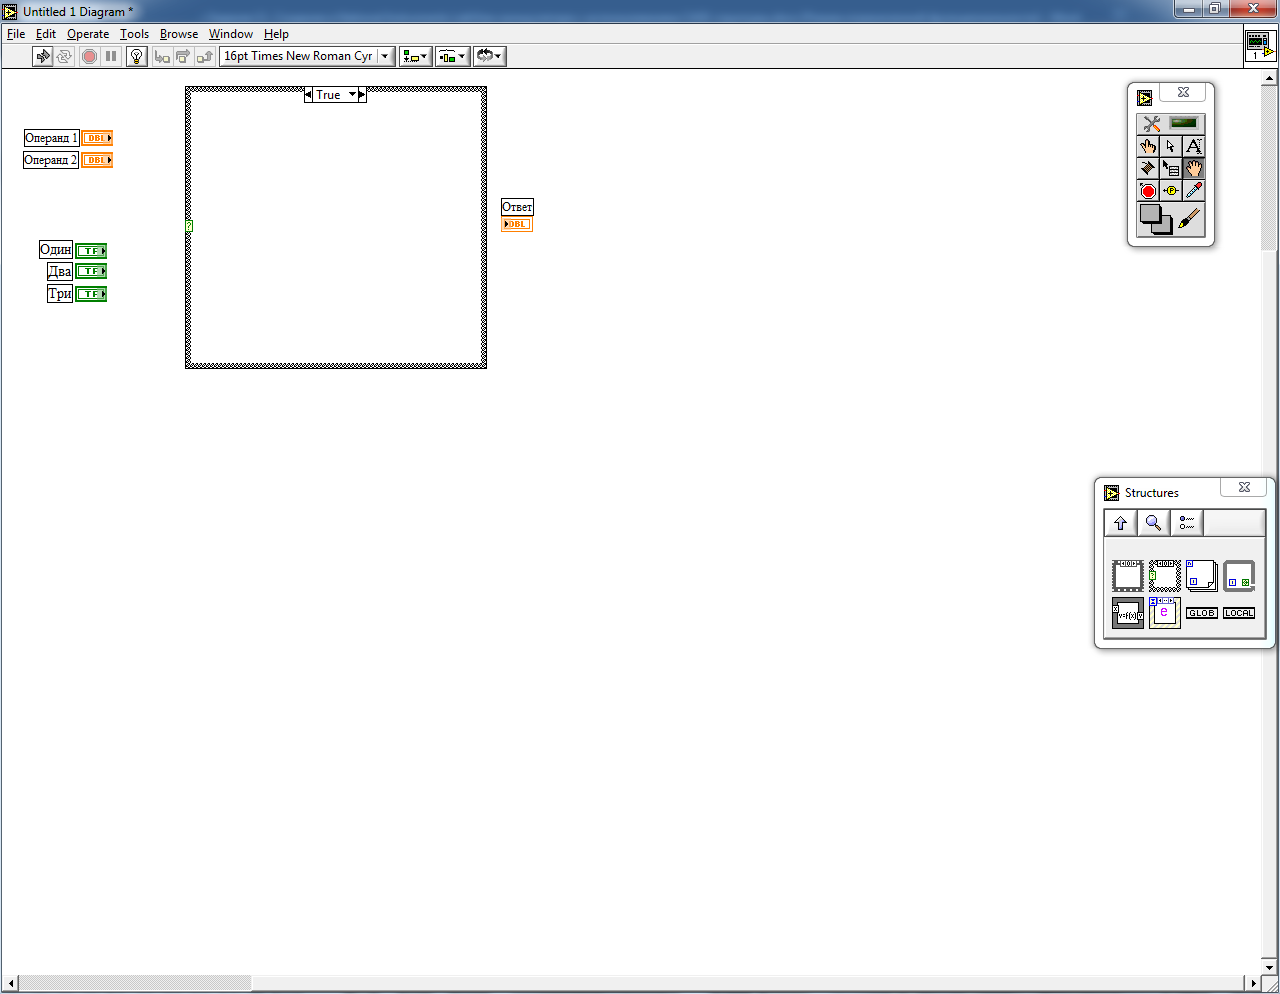 Untitled 1 Diagram *
File Edit Operate Tools Browse Window Help
16pt Times New Roman Cyr
1
True
Операнд 1 DBL
Операнд 2 DBL
?
Ответ
DBL
Один TF
Два TF
Три TF
A
P
Structures
?
N
i
i
v=f(x)
e
GLOB
LOCAL